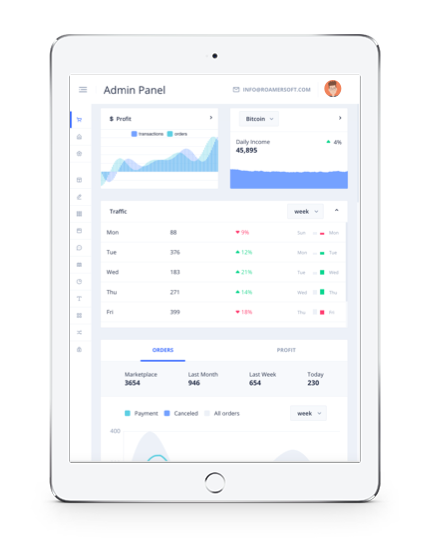 Admin Panel
INFO@ROAMERSOFT.COM
$ Profit
transactions orders
Bitcoin
Daily Income
45,895
4%
Traffic
week
Mon 88 9% Sun Mon
Tue 376 12% Mon Tue
Wed 183 21% Tue Wed
Thu 271 14% Wed Thu
Fri 399 18% Thu Fri
ORDERS PROFIT
Marketplace Last Month Last Week Today
3654 946 654 230
Payment Canceled All orders
week
400